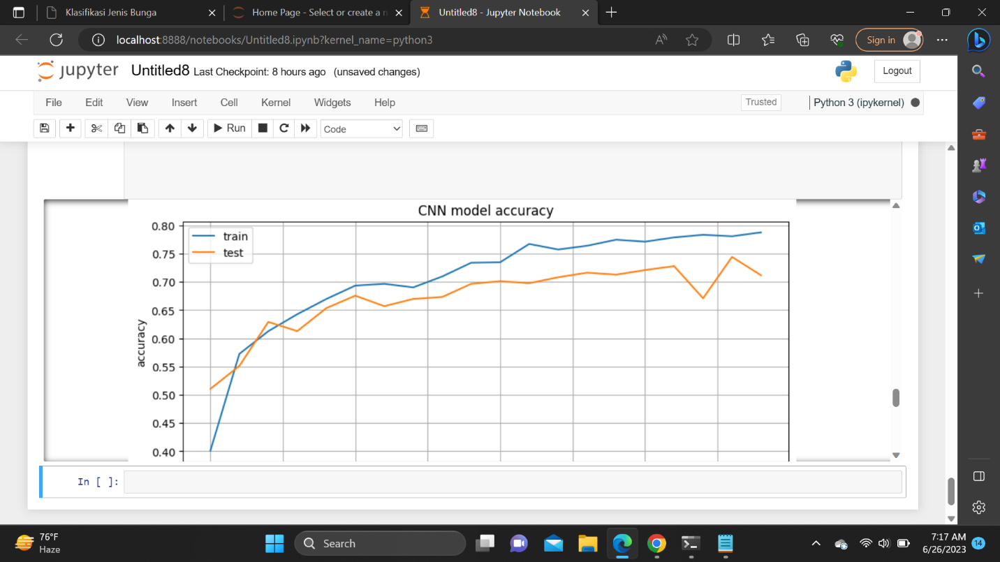 Klasifikasi Jenis Bunga
Home Page - Select or create a n
Untitled8 - Jupyter Notebook
localhost:8888/notebooks/Untitled8.ipynb?kernel_name=python3
Sign in
jupyter Untitled8 Last Checkpoint: 8 hours ago (unsaved changes)
Logout
File Edit View Insert Cell Kernel Widgets Help
Trusted
Python 3 (ipykernel)
Run
Code
CNN model accuracy
train
test
accuracy
0.80
0.75
0.70
0.65
0.60
0.55
0.50
0.45
0.40
In [ ]:
76°F
Haze
Search
7:17 AM
6/26/2023
14